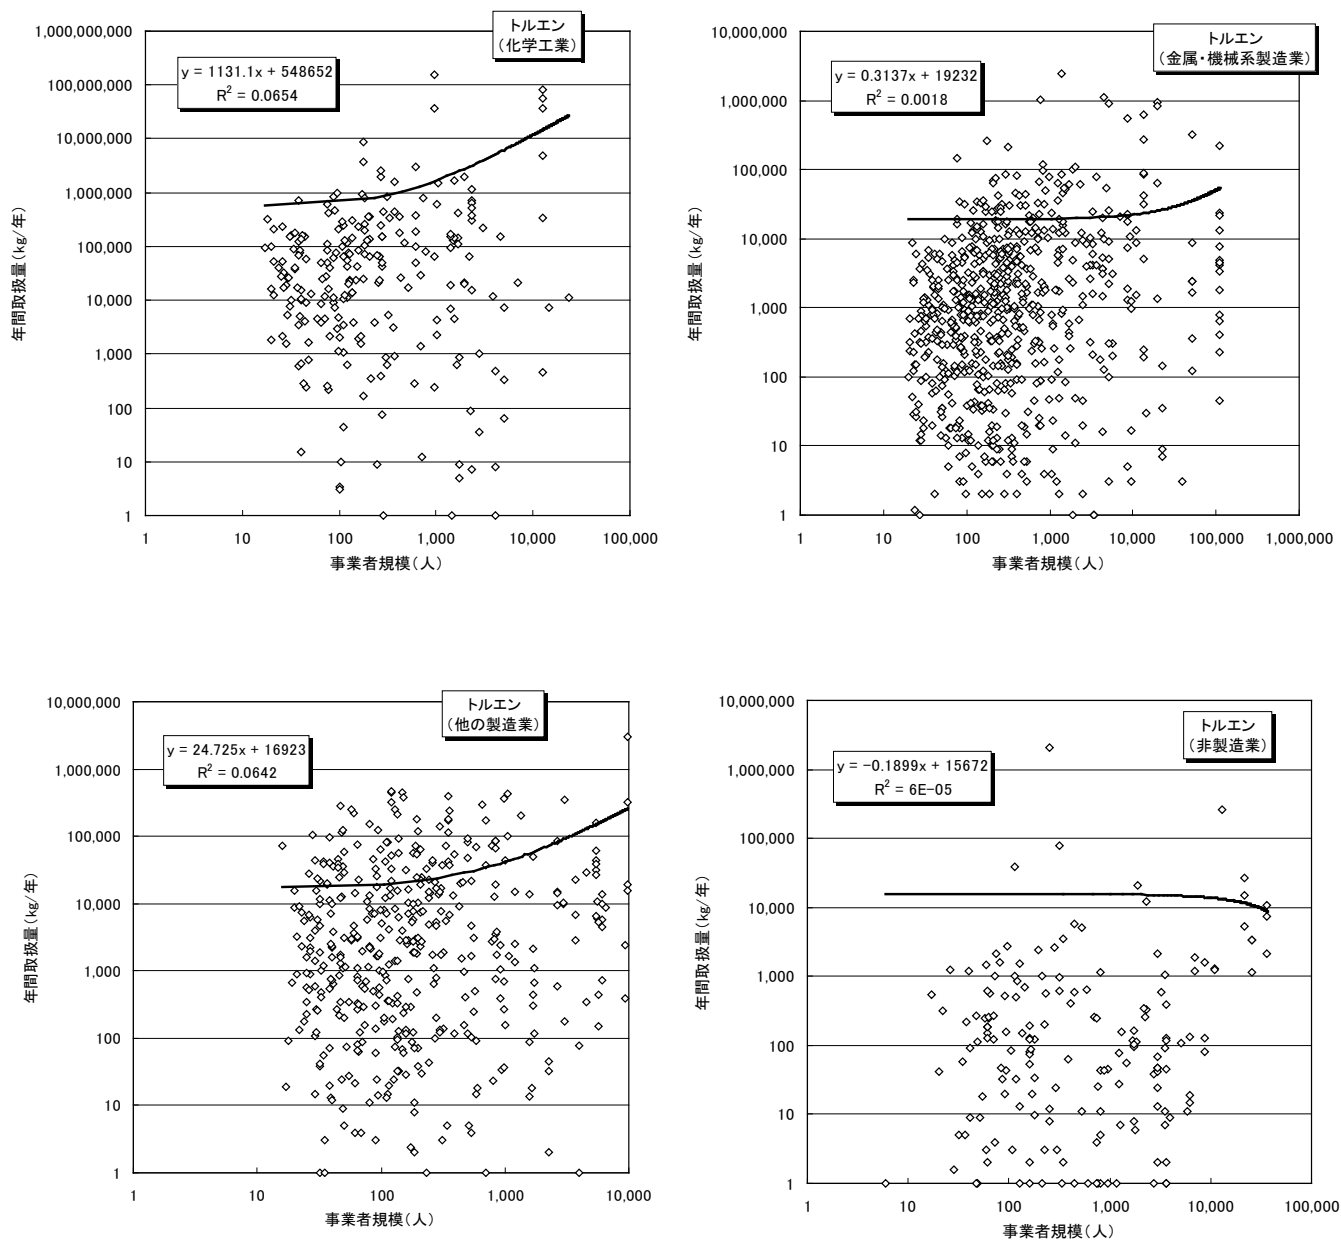 トルエン
（化学工業）
y = 1131.1x + 548652
R² = 0.0654
1,000,000,000
100,000,000
10,000,000
1,000,000
100,000
10,000
1,000
100
10
1
年間取扱量（kg/年）
1 10 100 1,000 10,000 100,000
事業者規模（人）
トルエン
（金属・機械系製造業）
y = 0.3137x + 19232
R² = 0.0018
10,000,000
1,000,000
100,000
10,000
1,000
100
10
1
年間取扱量（kg/年）
1 10 100 1,000 10,000 100,000 1,000,000
事業者規模（人）
トルエン
（他の製造業）
y = 24.725x + 16923
R² = 0.0642
10,000,000
1,000,000
100,000
10,000
1,000
100
10
1
年間取扱量（kg/年）
1 10 100 1,000 10,000
事業者規模（人）
トルエン
（非製造業）
y = -0.1899x + 15672
R² = 6E-05
10,000,000
1,000,000
100,000
10,000
1,000
100
10
1
年間取扱量（kg/年）
1 10 100 1,000 10,000 100,000
事業者規模（人）